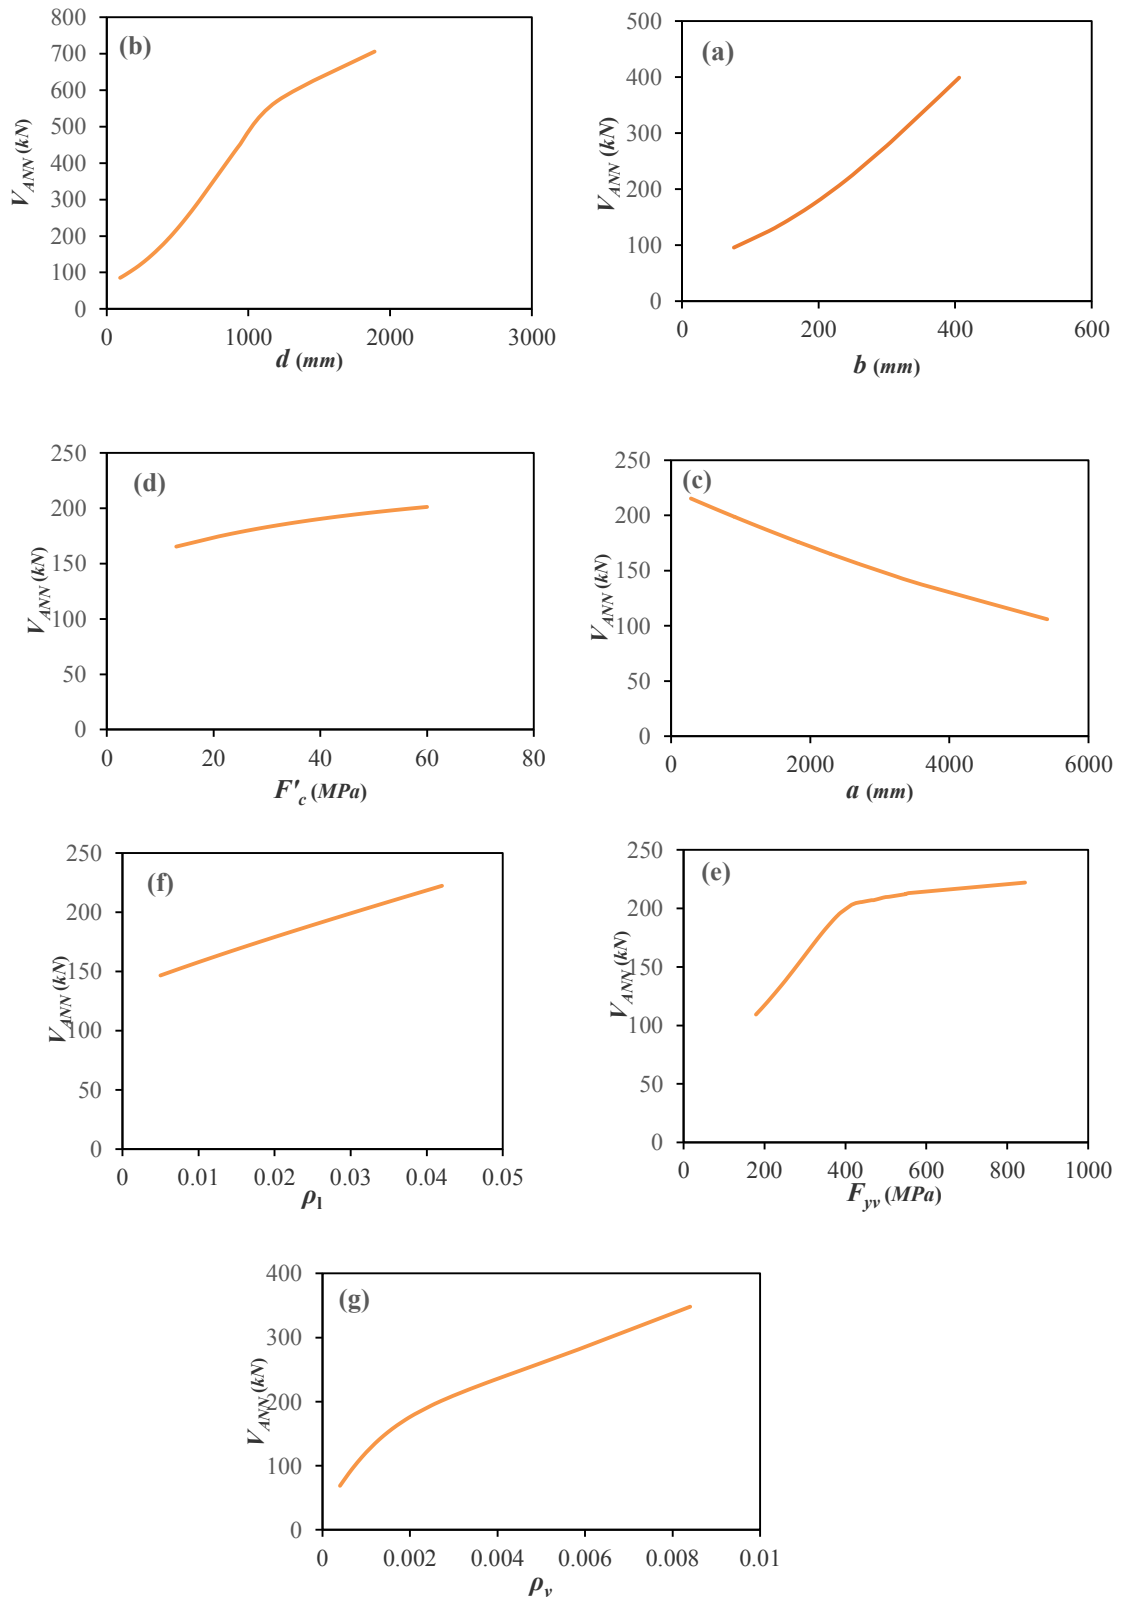 (b)
800
700
600
500
400
300
200
100
0
V_ANN (kN)
0 1000 2000 3000
d (mm)
(a)
500
400
300
200
100
0
V_ANN (kN)
0 200 400 600
b (mm)
(d)
250
200
150
100
50
0
V_ANN (kN)
0 20 40 60 80
F'_c (MPa)
(c)
250
200
150
100
50
0
V_ANN (kN)
0 2000 4000 6000
a (mm)
(f)
250
200
150
100
50
0
V_ANN (kN)
0 0.01 0.02 0.03 0.04 0.05
ρ_l
(e)
250
200
150
100
50
0
V_ANN (kN)
0 200 400 600 800 1000
F_yv (MPa)
(g)
400
300
200
100
0
V_ANN (kN)
0 0.002 0.004 0.006 0.008 0.01
ρ_v